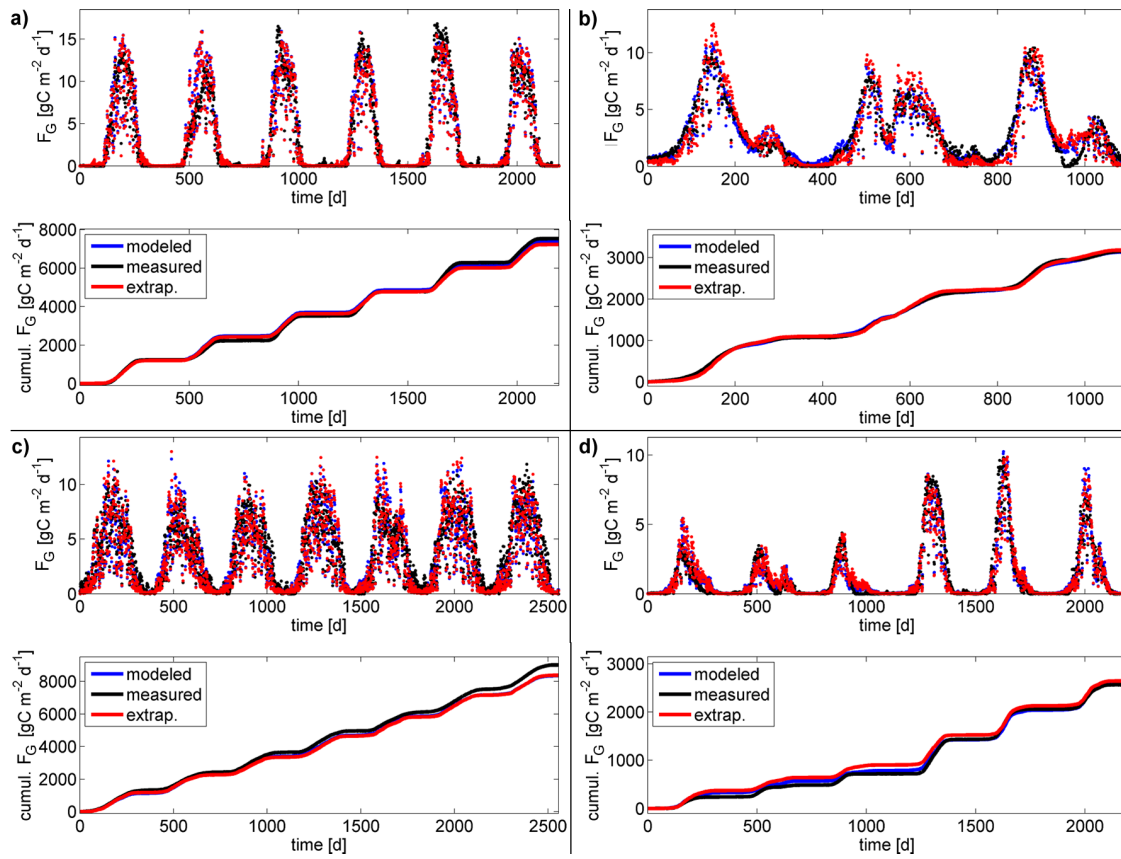 a)
15
10
5
0
F_G [gC m⁻² d⁻¹]
0 500 1000 1500 2000
time [d]
8000
6000
4000
2000
0
cumul. F_G [gC m⁻² d⁻¹]
modeled
measured
extrap.
0 500 1000 1500 2000
time [d]
b)
15
10
5
0
F_G [gC m⁻² d⁻¹]
0 200 400 600 800 1000
time [d]
3000
2000
1000
0
cumul. F_G [gC m⁻² d⁻¹]
modeled
measured
extrap.
0 200 400 600 800 1000
time [d]
c)
10
5
0
F_G [gC m⁻² d⁻¹]
0 500 1000 1500 2000 2500
time [d]
8000
6000
4000
2000
0
cumul. F_G [gC m⁻² d⁻¹]
modeled
measured
extrap.
0 500 1000 1500 2000 2500
time [d]
d)
10
5
0
F_G [gC m⁻² d⁻¹]
0 500 1000 1500 2000
time [d]
3000
2000
1000
0
cumul. F_G [gC m⁻² d⁻¹]
modeled
measured
extrap.
0 500 1000 1500 2000
time [d]